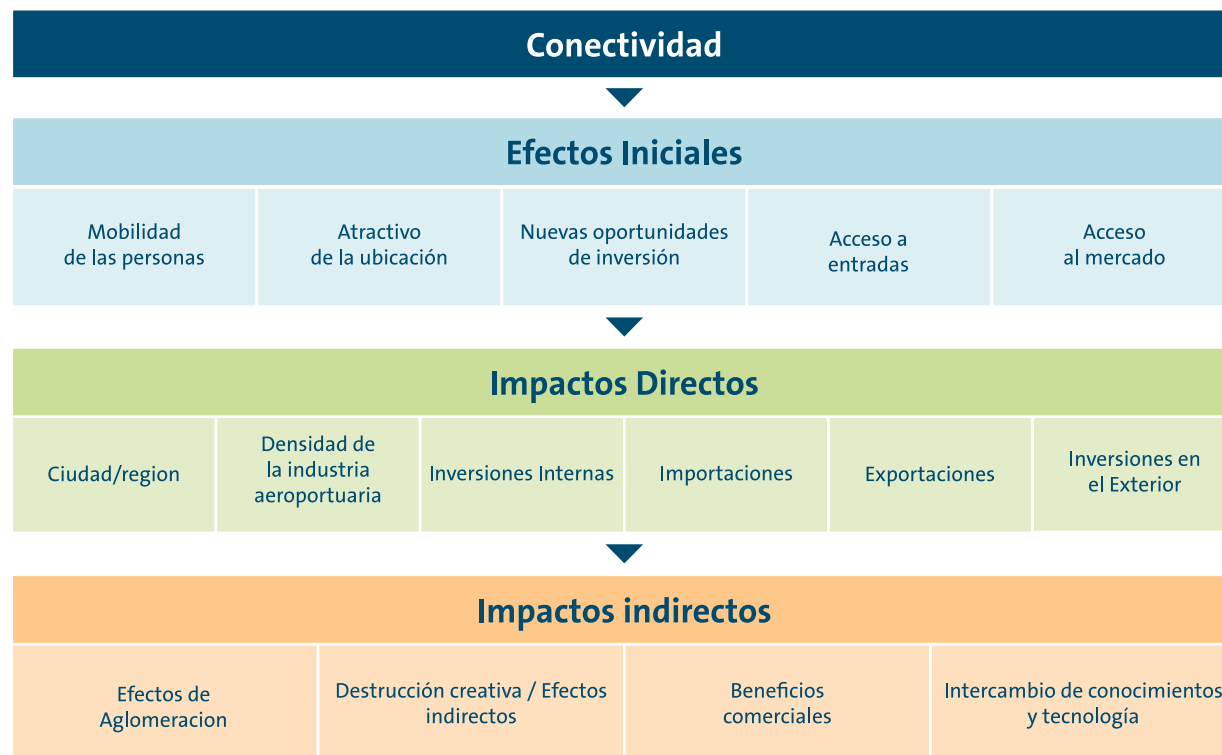 Conectividad
Efectos Iniciales
Mobilidad
de las personas
Atractivo
de la ubicación
Nuevas oportunidades
de inversión
Acceso a
entradas
Acceso
al mercado
Impactos Directos
Ciudad/region
Densidad de
la industria
aeroportuaria
Inversiones Internas
Importaciones
Exportaciones
Inversiones en
el Exterior
Impactos indirectos
Efectos de
Aglomeracion
Destrucción creativa / Efectos
indirectos
Beneficios
comerciales
Intercambio de conocimientos
y tecnología